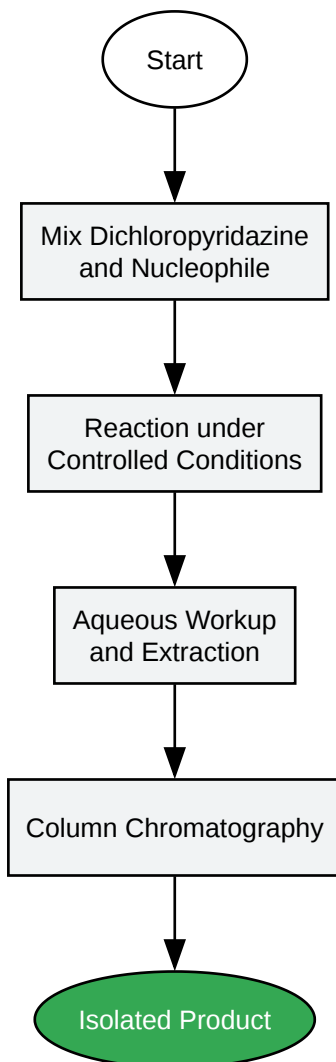 Start
Mix Dichloropyridazine
and Nucleophile
Reaction under
Controlled Conditions
Aqueous Workup
and Extraction
Column Chromatography
Isolated Product